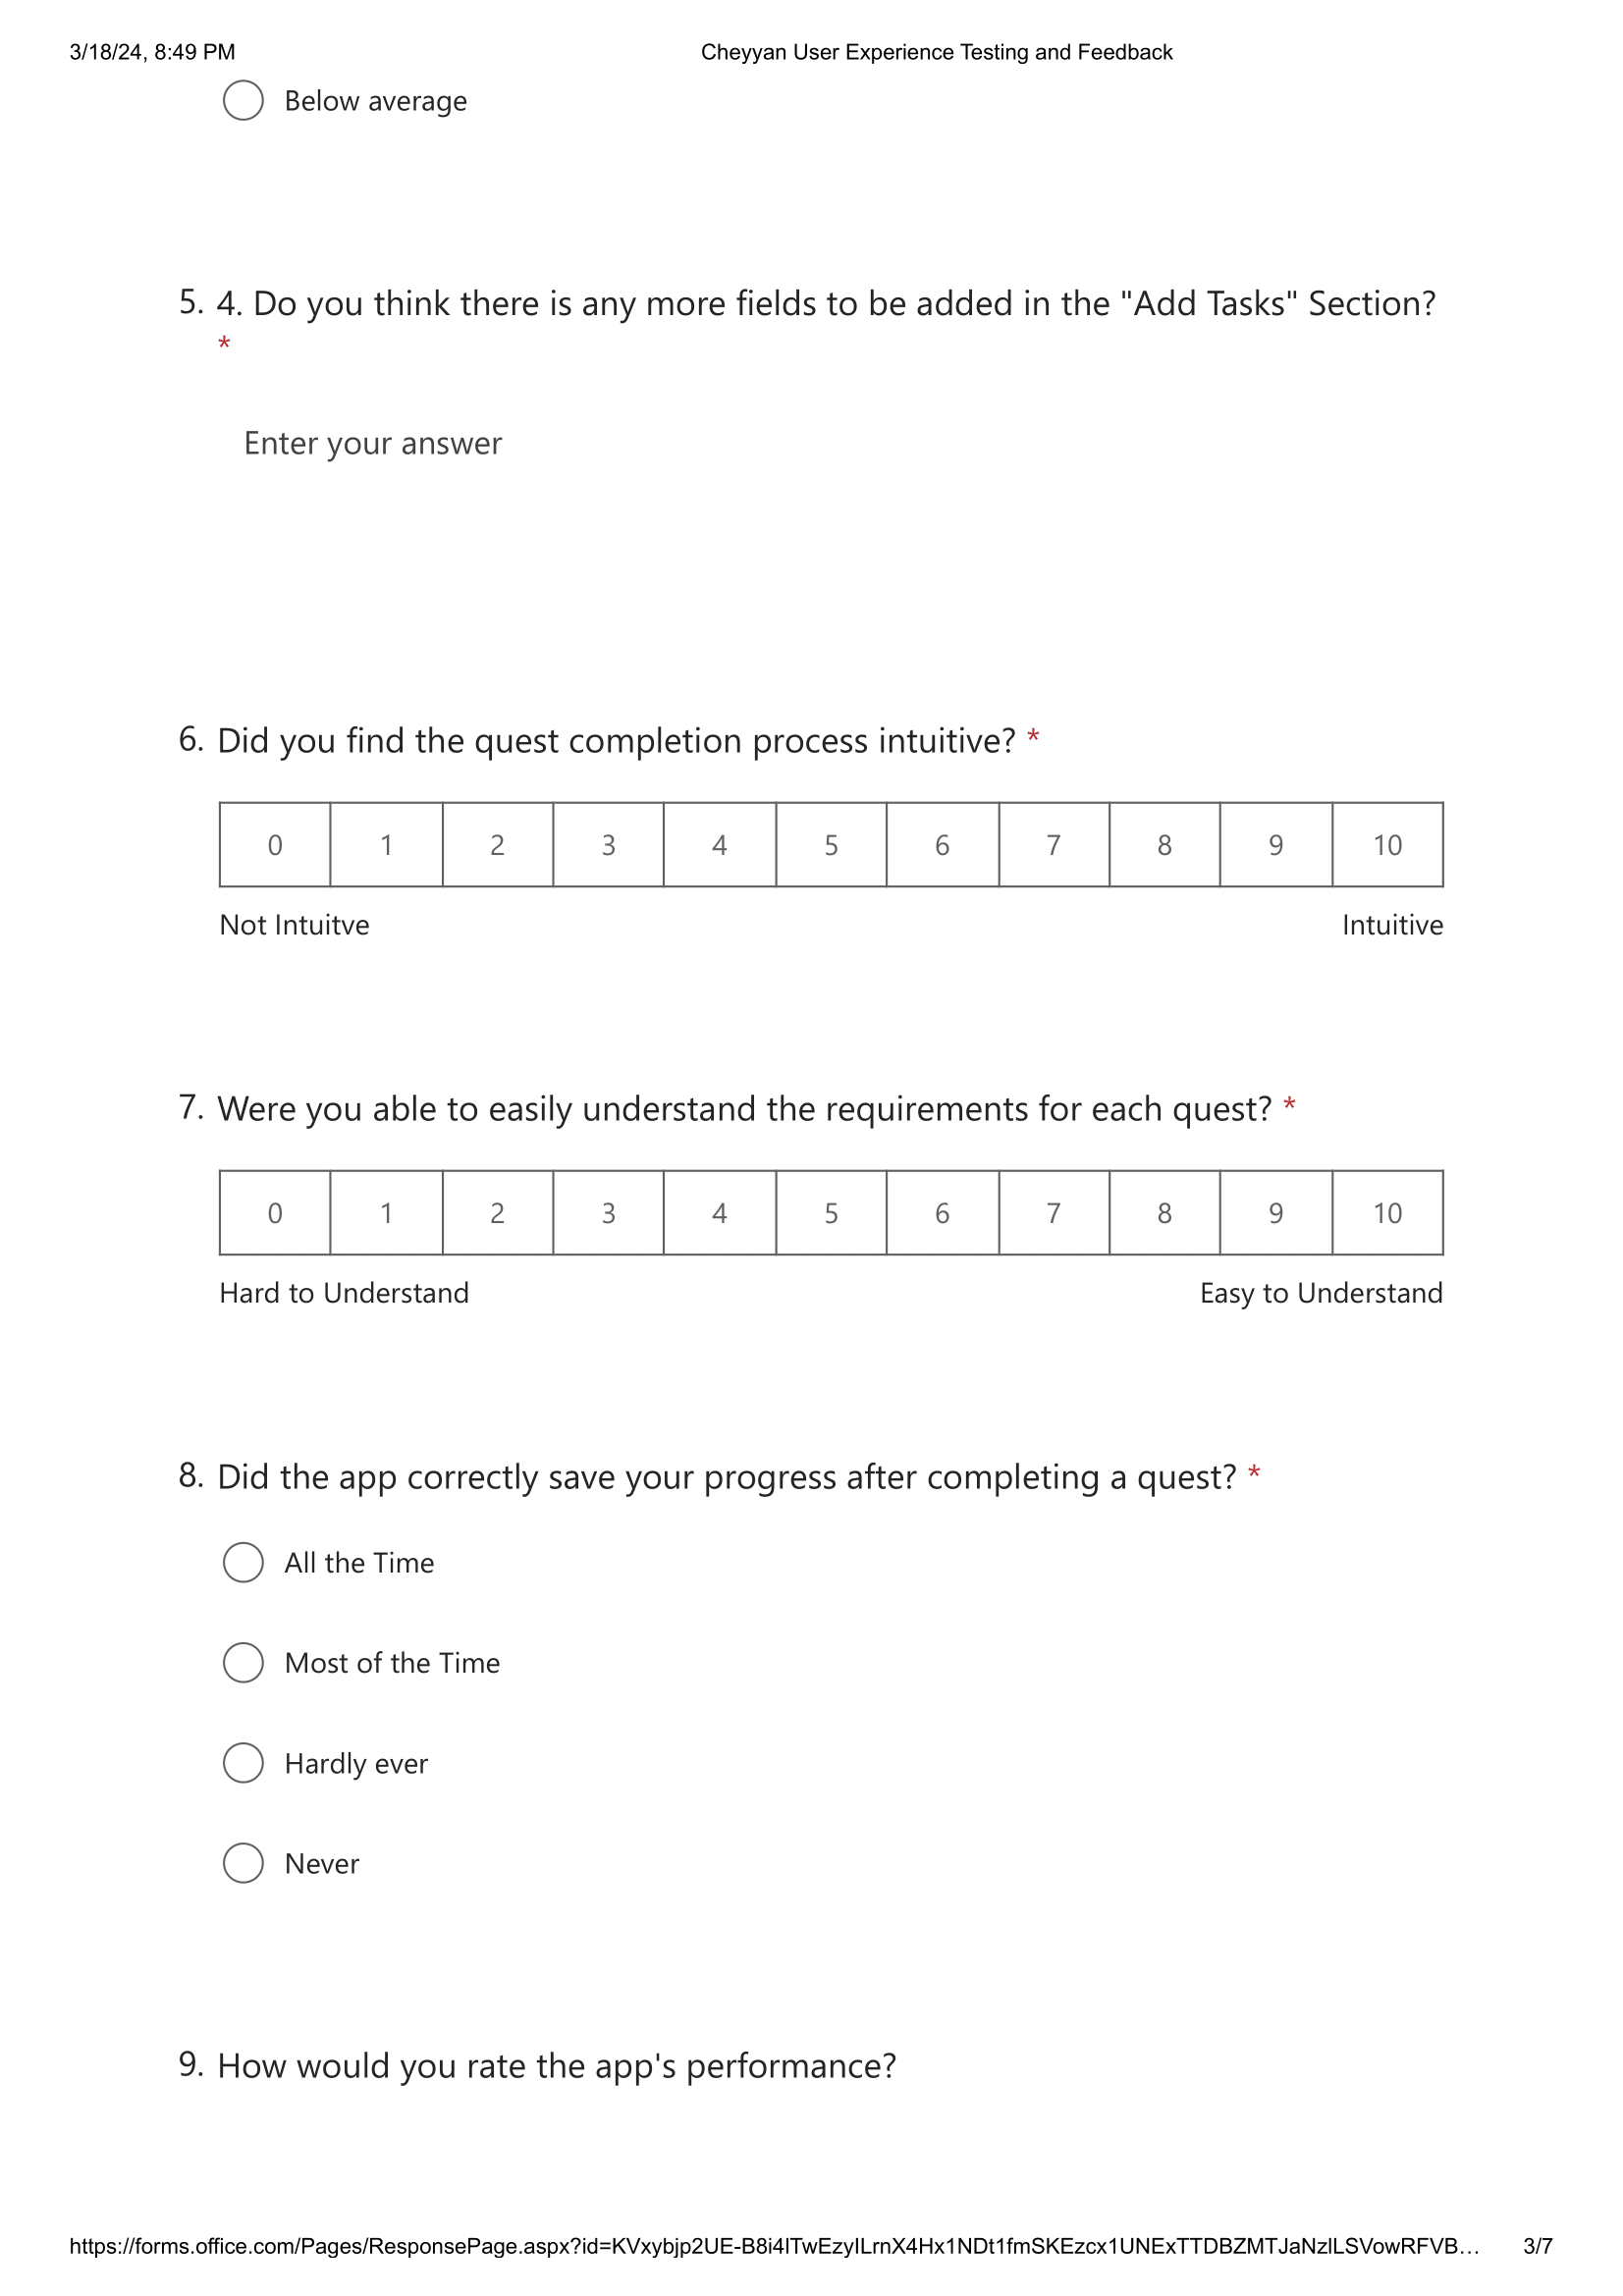 3/18/24, 8:49 PM Cheyyan User Experience Testing and Feedback
Below average
5. 4. Do you think there is any more fields to be added in the "Add Tasks" Section?
*
Enter your answer
6. Did you find the quest completion process intuitive? *
0 1 2 3 4 5 6 7 8 9 10
Not Intuitve Intuitive
7. Were you able to easily understand the requirements for each quest? *
0 1 2 3 4 5 6 7 8 9 10
Hard to Understand Easy to Understand
8. Did the app correctly save your progress after completing a quest? *
All the Time
Most of the Time
Hardly ever
Never
9. How would you rate the app's performance?
https://forms.office.com/Pages/ResponsePage.aspx?id=KVxybjp2UE-B8i4lTwEzyILrnX4Hx1NDt1fmSKEzcx1UNExTTDBZMTJaNzlLSVowRFVB… 3/7